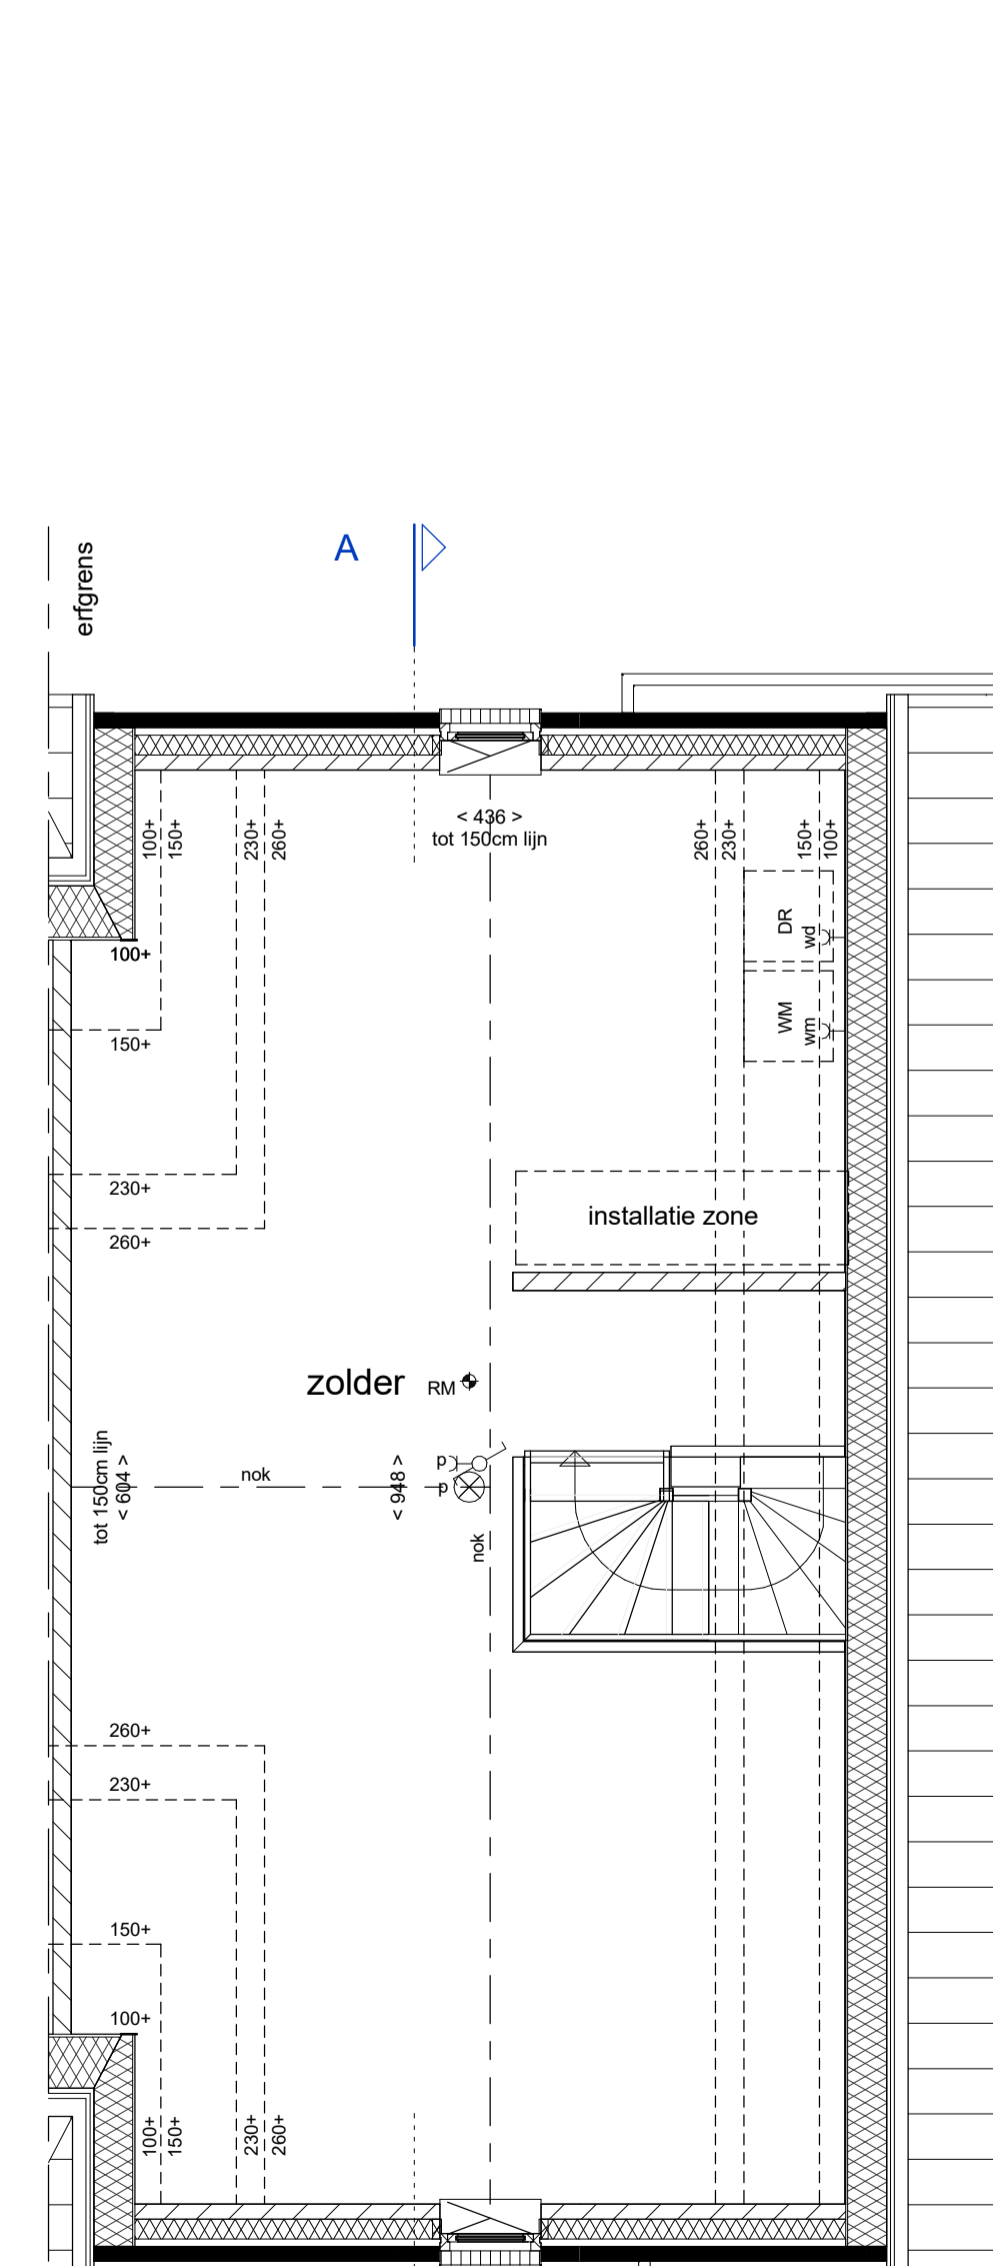 A
erfgrens
< 436 >
tot 150cm lijn
100+
150+
230+
260+
260+
230+
150+
100+
DR
wd
WM
wm
100+
150+
230+
260+
installatie zone
zolder
RM
tot 150cm lijn
< 604 >
nok
< 948 >
p
p
nok
260+
230+
150+
100+
100+
150+
230+
260+